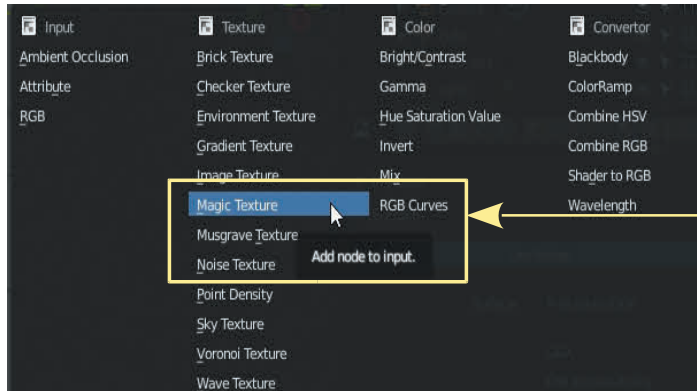 Input
Ambient Occlusion
Attribute
RGB
Texture
Brick Texture
Checker Texture
Environment Texture
Gradient Texture
Image Texture
Magic Texture
Musgrave Texture
Noise Texture
Point Density
Sky Texture
Voronoi Texture
Wave Texture
Color
Bright/Contrast
Gamma
Hue Saturation Value
Invert
Mix
RGB Curves
Add node to input.
Convertor
Blackbody
ColorRamp
Combine HSV
Combine RGB
Shader to RGB
Wavelength